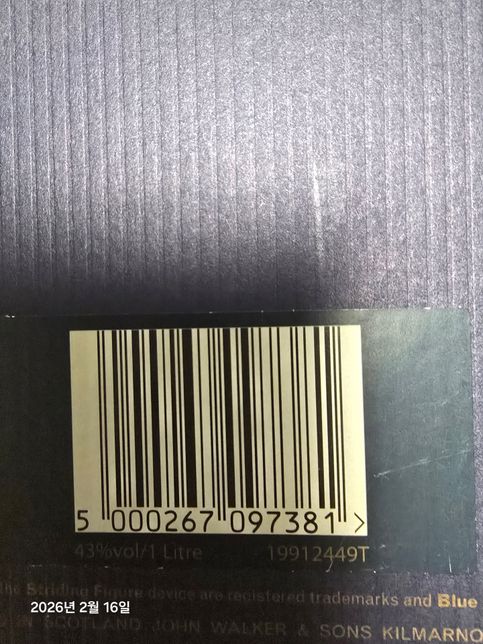 5 000267 097381 >
43%vol/1 Litre 19912449T
the Striding Figure device are registered trademarks and Blue
2026년 2월 16일
IN SCOTLAND. JOHN WALKER & SONS KILMARNO